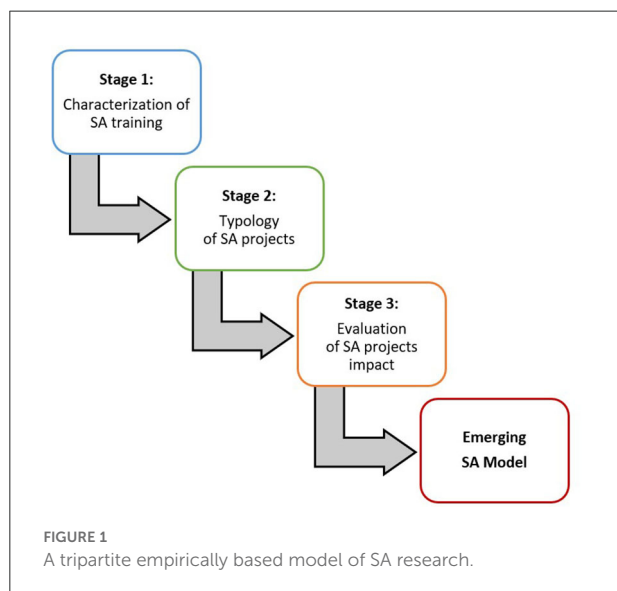 Stage 1:
Characterization of
SA training
Stage 2:
Typology
of SA projects
Stage 3:
Evaluation
of SA projects
impact
Emerging
SA Model
FIGURE 1
A tripartite empirically based model of SA research.